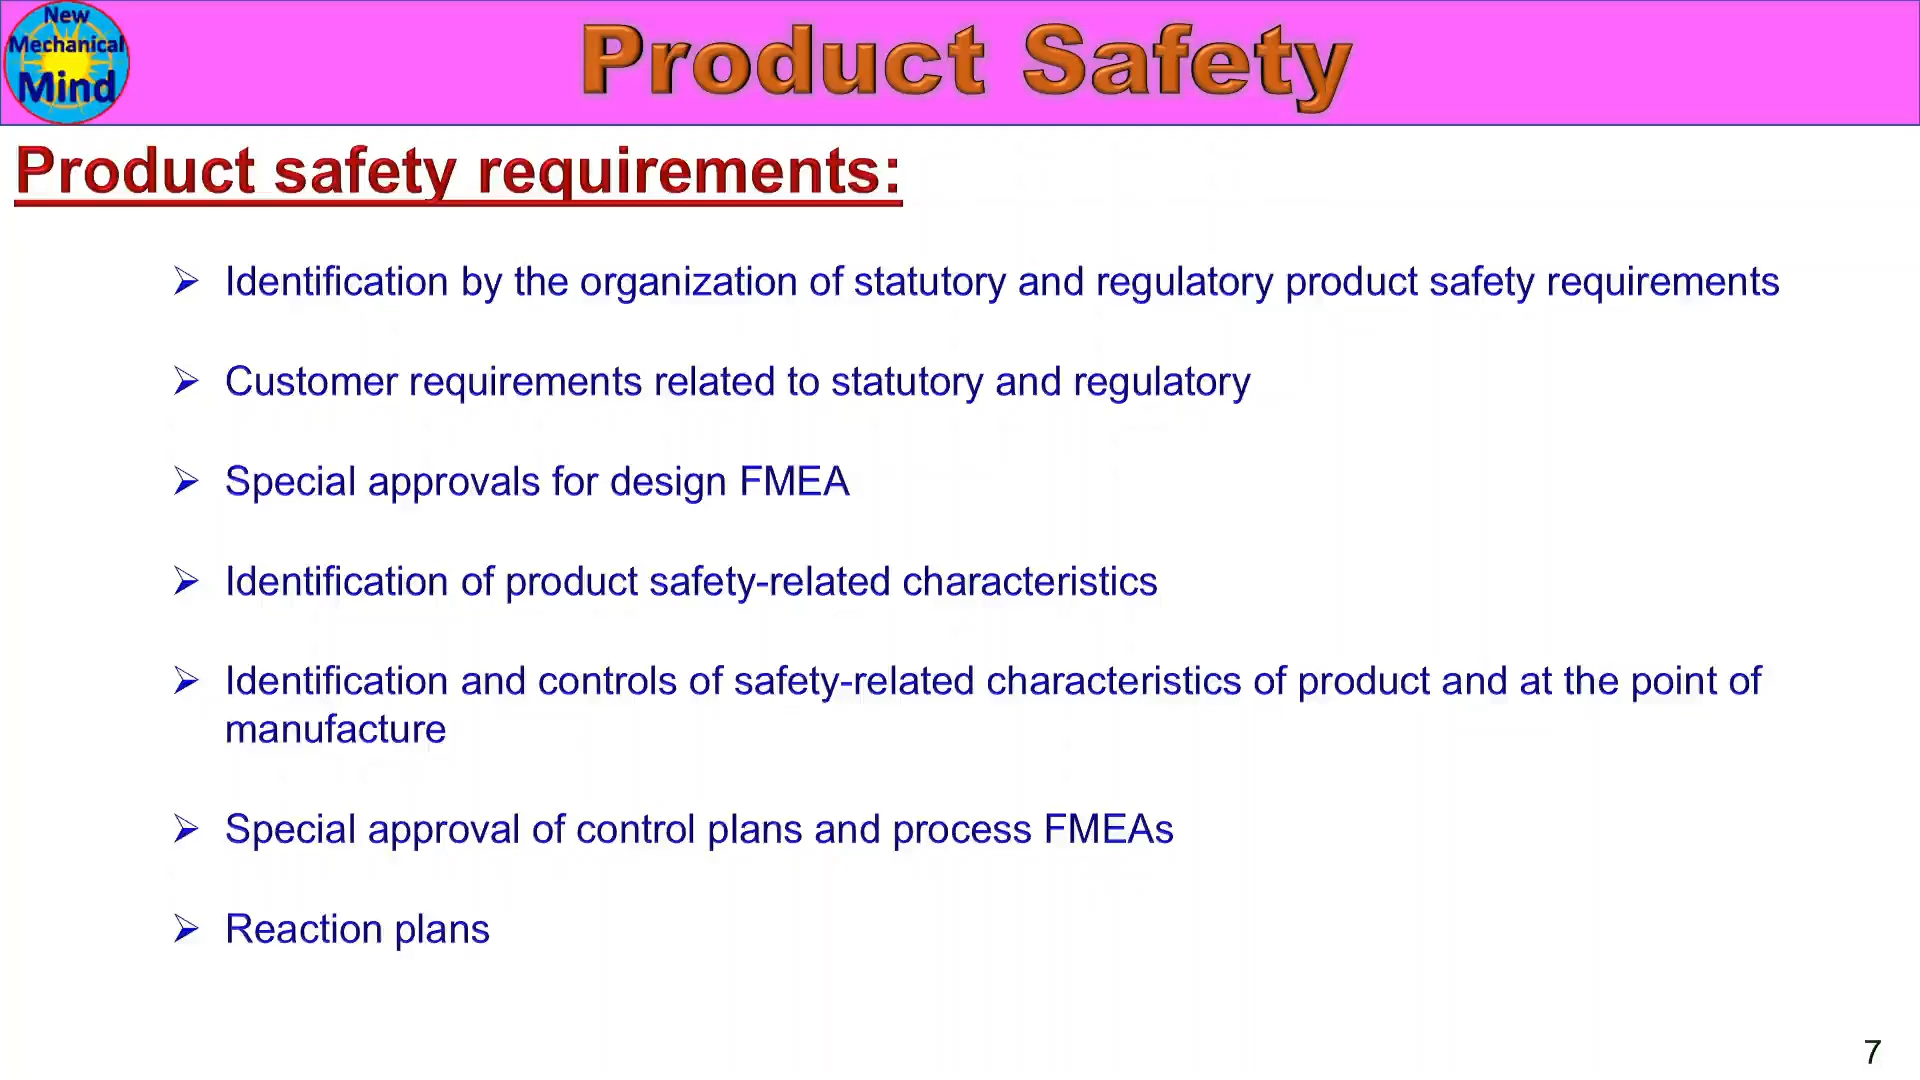 New
Mechanical
Mind
Product Safety
Product safety requirements:
➢ Identification by the organization of statutory and regulatory product safety requirements
➢ Customer requirements related to statutory and regulatory
➢ Special approvals for design FMEA
➢ Identification of product safety-related characteristics
➢ Identification and controls of safety-related characteristics of product and at the point of
manufacture
➢ Special approval of control plans and process FMEAs
➢ Reaction plans
7